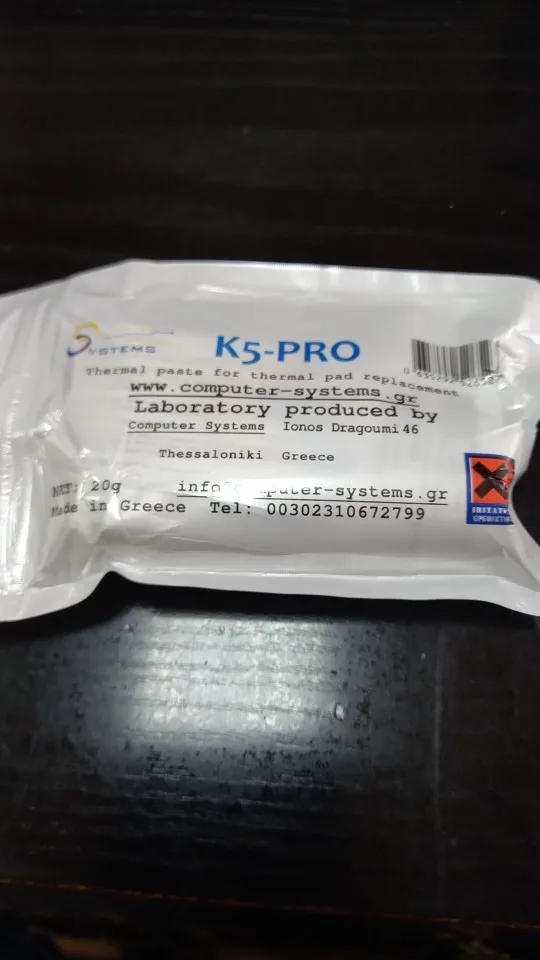 SYSTEMS
K5-PRO
Thermal paste for thermal pad replacement
www.computer-systems.gr
Laboratory produced by
Computer Systems Ionos Dragoumi 46
Thessaloniki Greece
20g
Made in Greece Tel: 00302310672799